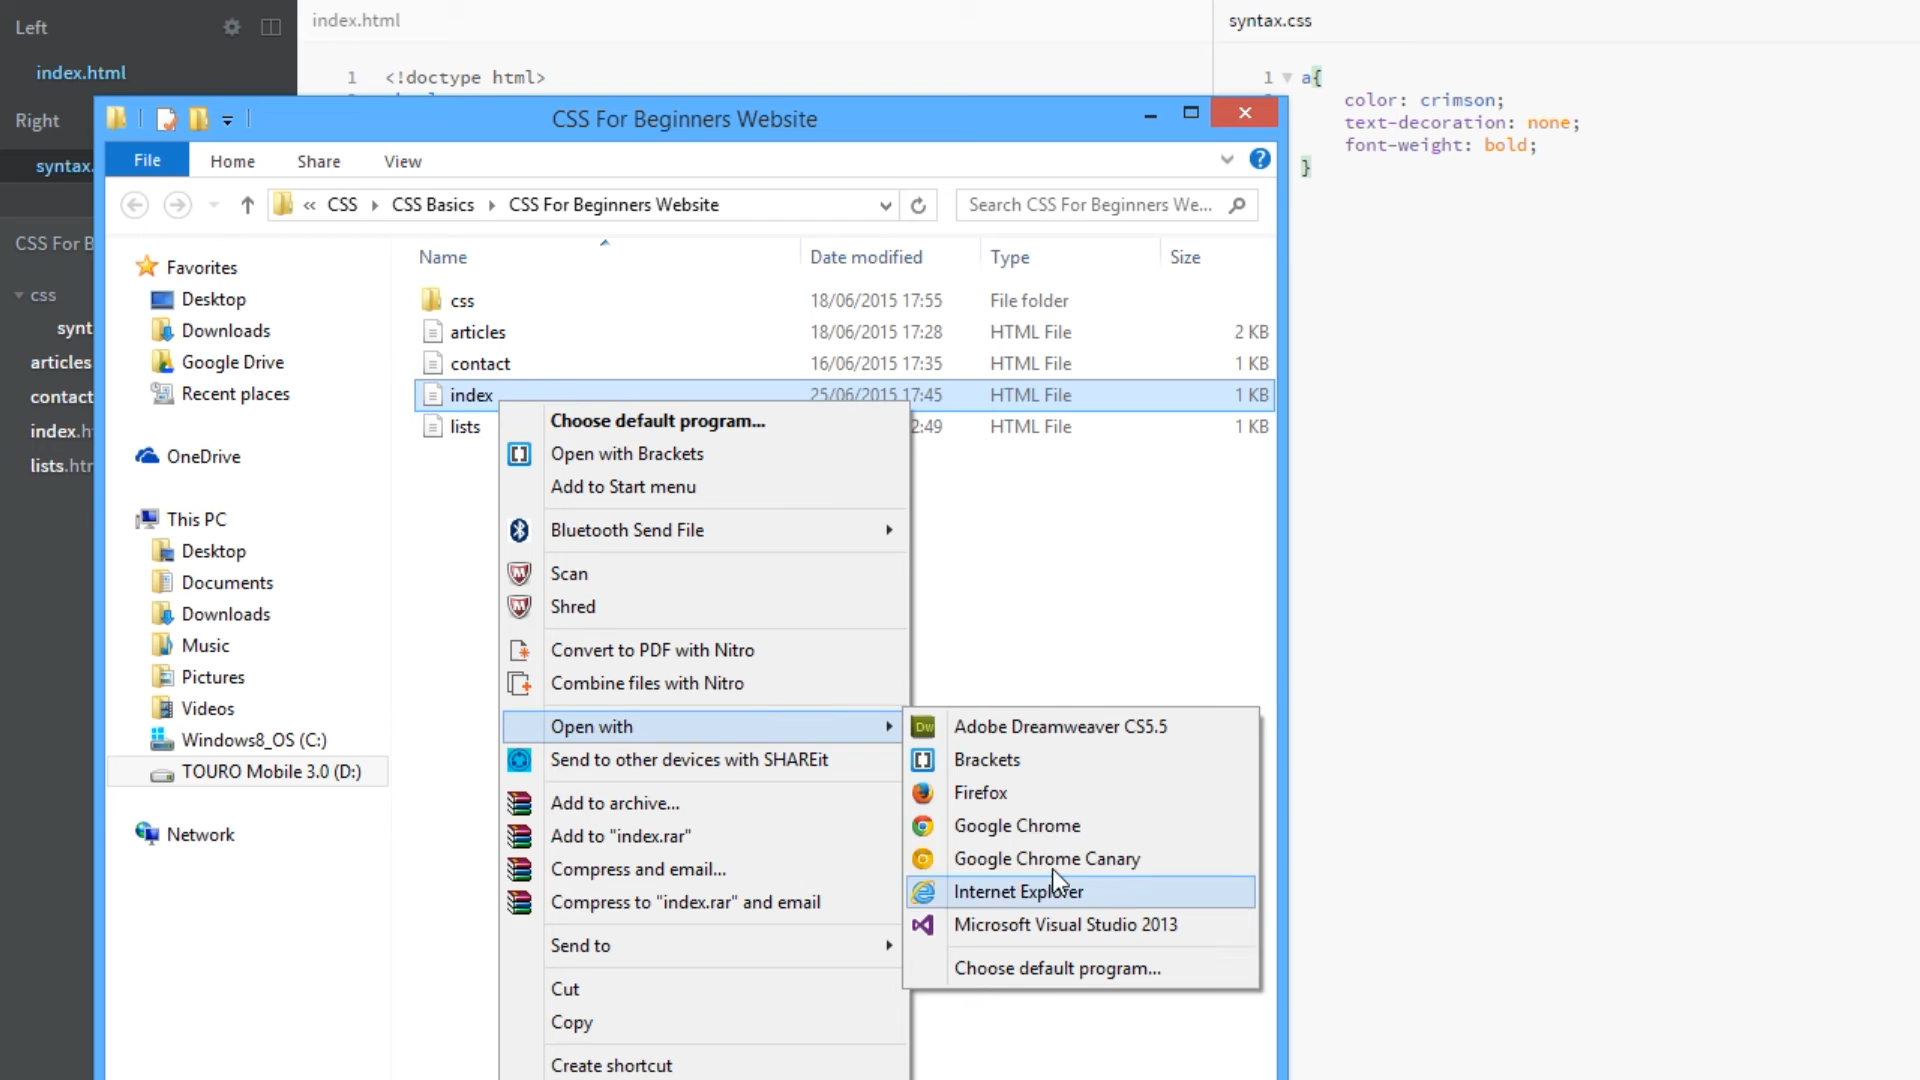 Left
index.html
Right
syntax.
CSS For B
css
synt
articles
contact
index.h
lists.htr
index.html
1 <!doctype html>
syntax.css
1 a{
color: crimson;
text-decoration: none;
font-weight: bold;
}
CSS For Beginners Website
File Home Share View
« CSS CSS Basics CSS For Beginners Website
Search CSS For Beginners We...
Favorites
Desktop
Downloads
Google Drive
Recent places
OneDrive
This PC
Desktop
Documents
Downloads
Music
Pictures
Videos
Windows8_OS (C:)
TOURO Mobile 3.0 (D:)
Network
Name Date modified Type Size
css 18/06/2015 17:55 File folder
articles 18/06/2015 17:28 HTML File 2 KB
contact 16/06/2015 17:35 HTML File 1 KB
index 25/06/2015 17:45 HTML File 1 KB
lists 2:49 HTML File 1 KB
Choose default program...
Open with Brackets
Add to Start menu
Bluetooth Send File
Scan
Shred
Convert to PDF with Nitro
Combine files with Nitro
Open with
Send to other devices with SHAREit
Add to archive...
Add to "index.rar"
Compress and email...
Compress to "index.rar" and email
Send to
Cut
Copy
Create shortcut
Adobe Dreamweaver CS5.5
Brackets
Firefox
Google Chrome
Google Chrome Canary
Internet Explorer
Microsoft Visual Studio 2013
Choose default program...